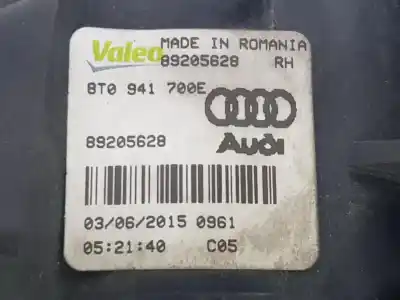 Valeo MADE IN ROMANIA
89205628 RH
8T0 941 700E
Audi
89205628
03/06/2015 0961
05:21:40 C05